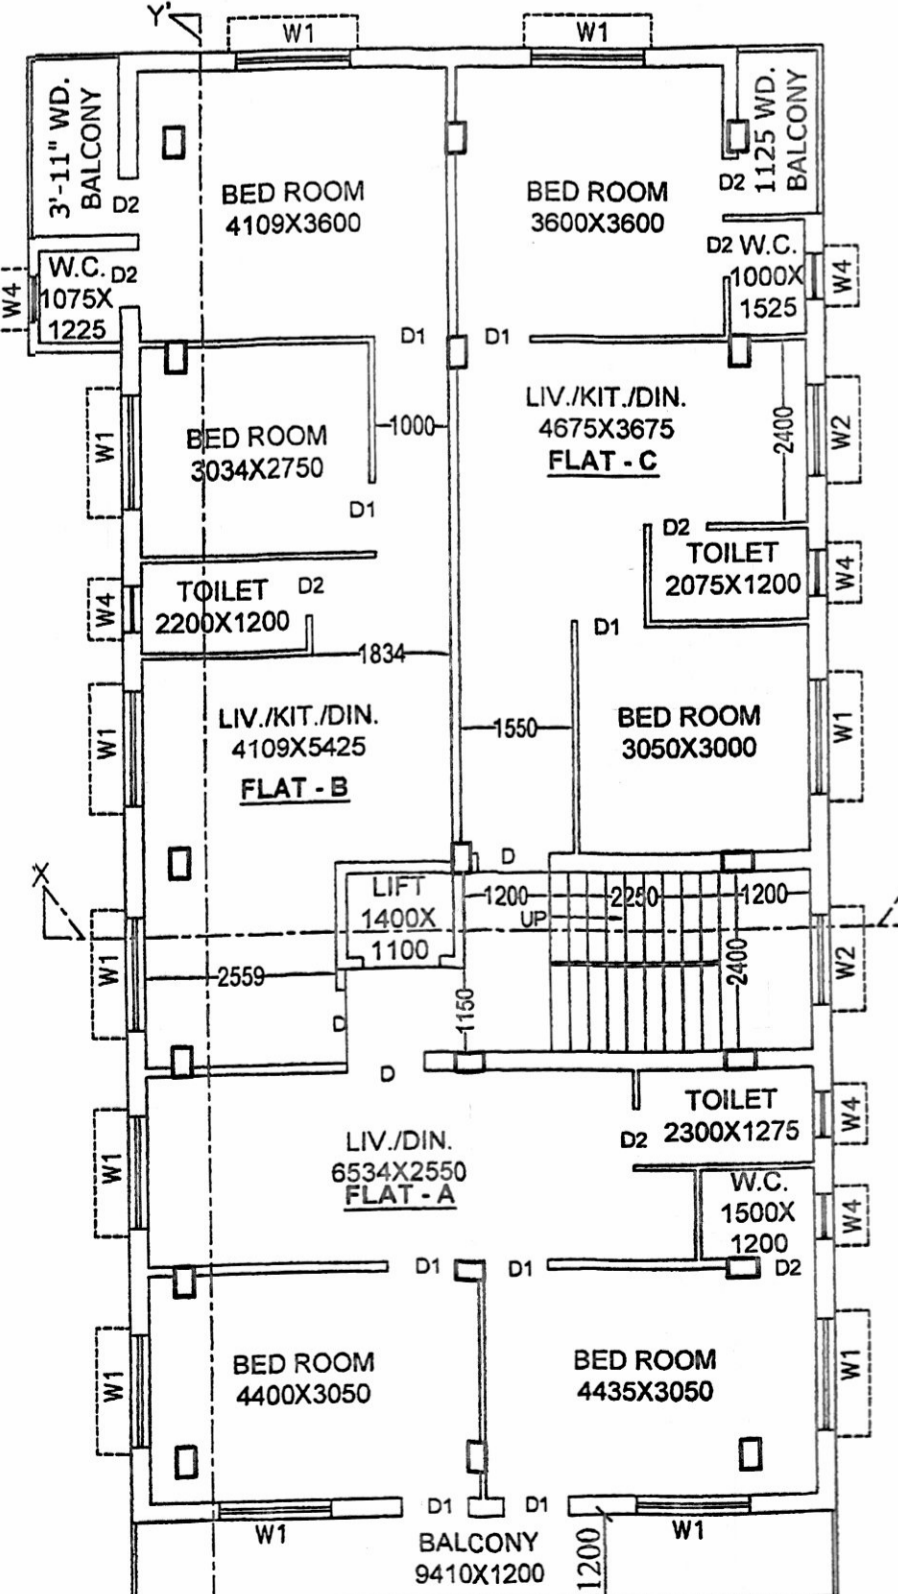 Y'
W1
W1
3'-11" WD.
BALCONY
1125 WD.
BALCONY
BED ROOM
4109X3600
BED ROOM
3600X3600
D2
D2
W.C.
1075X
1225
D2
W4
D2
W.C.
1000X
1525
W4
D1
D1
LIV./KIT./DIN.
4675X3675
FLAT - C
1000
2400
W2
W1
BED ROOM
3034X2750
D1
D2
TOILET
2075X1200
W4
TOILET
2200X1200
D2
W4
D1
1834
LIV./KIT./DIN.
4109X5425
FLAT - B
W1
1550
BED ROOM
3050X3000
W1
X
D
LIFT
1400X
1100
1200
2250
1200
UP
2400
W2
W1
2559
1150
D
D
TOILET
2300X1275
W4
D2
LIV./DIN.
6534X2550
FLAT - A
W1
W.C.
1500X
1200
W4
D1
D1
D2
BED ROOM
4400X3050
BED ROOM
4435X3050
W1
W1
D1
D1
W1
W1
BALCONY
9410X1200
1200